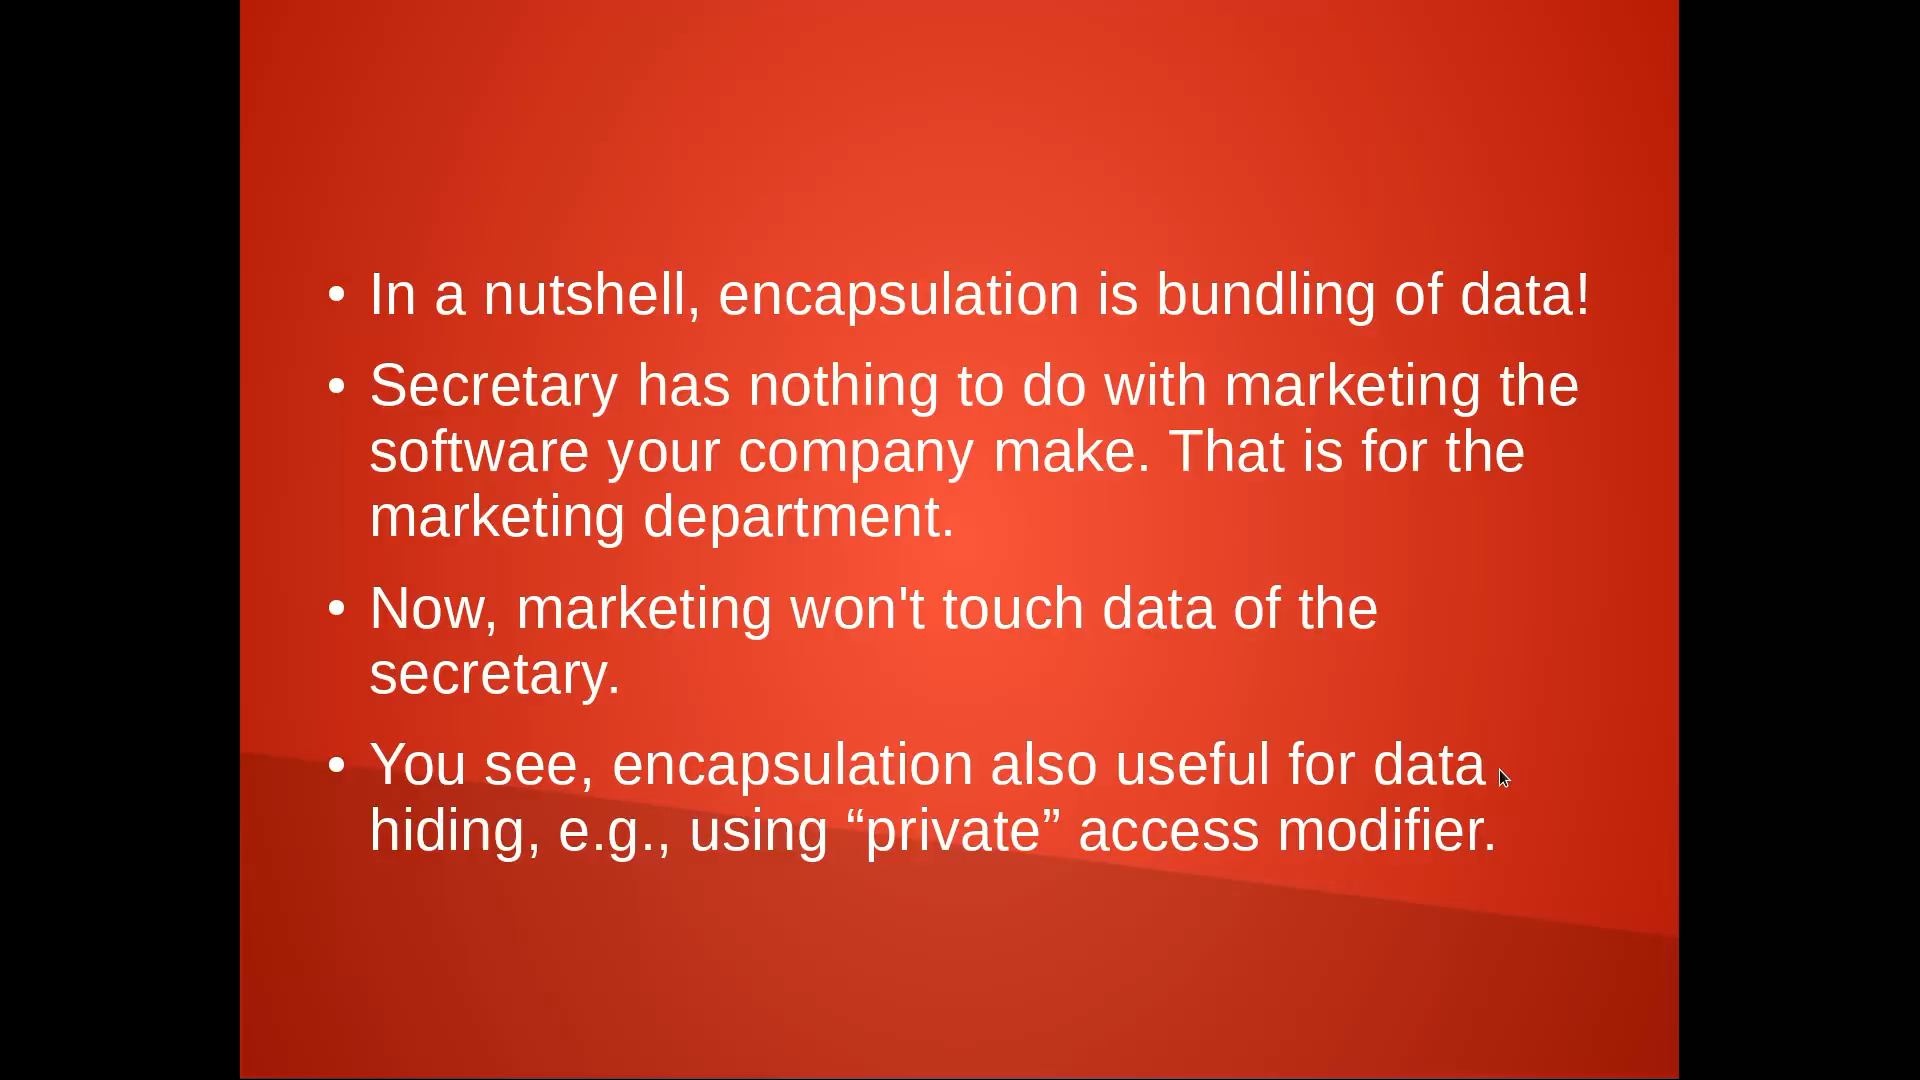 • In a nutshell, encapsulation is bundling of data!
• Secretary has nothing to do with marketing the
software your company make. That is for the
marketing department.
• Now, marketing won't touch data of the
secretary.
• You see, encapsulation also useful for data
hiding, e.g., using “private” access modifier.